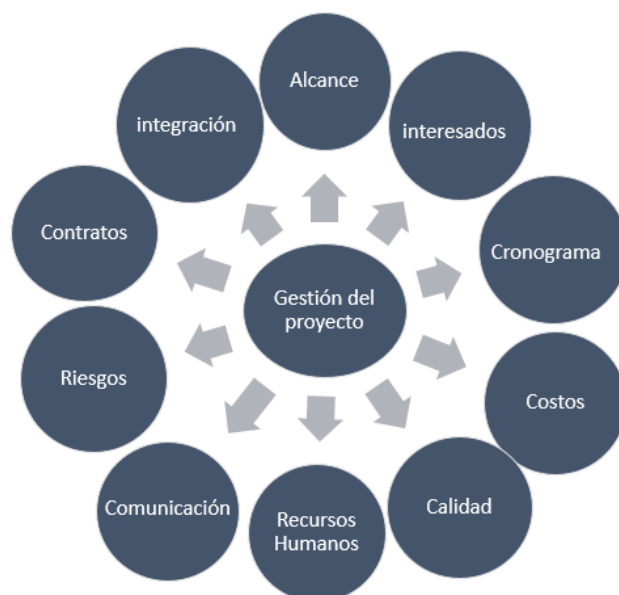 Alcance
interesados
Cronograma
Costos
Calidad
Recursos
Humanos
Comunicación
Riesgos
Contratos
integración
Gestión del
proyecto